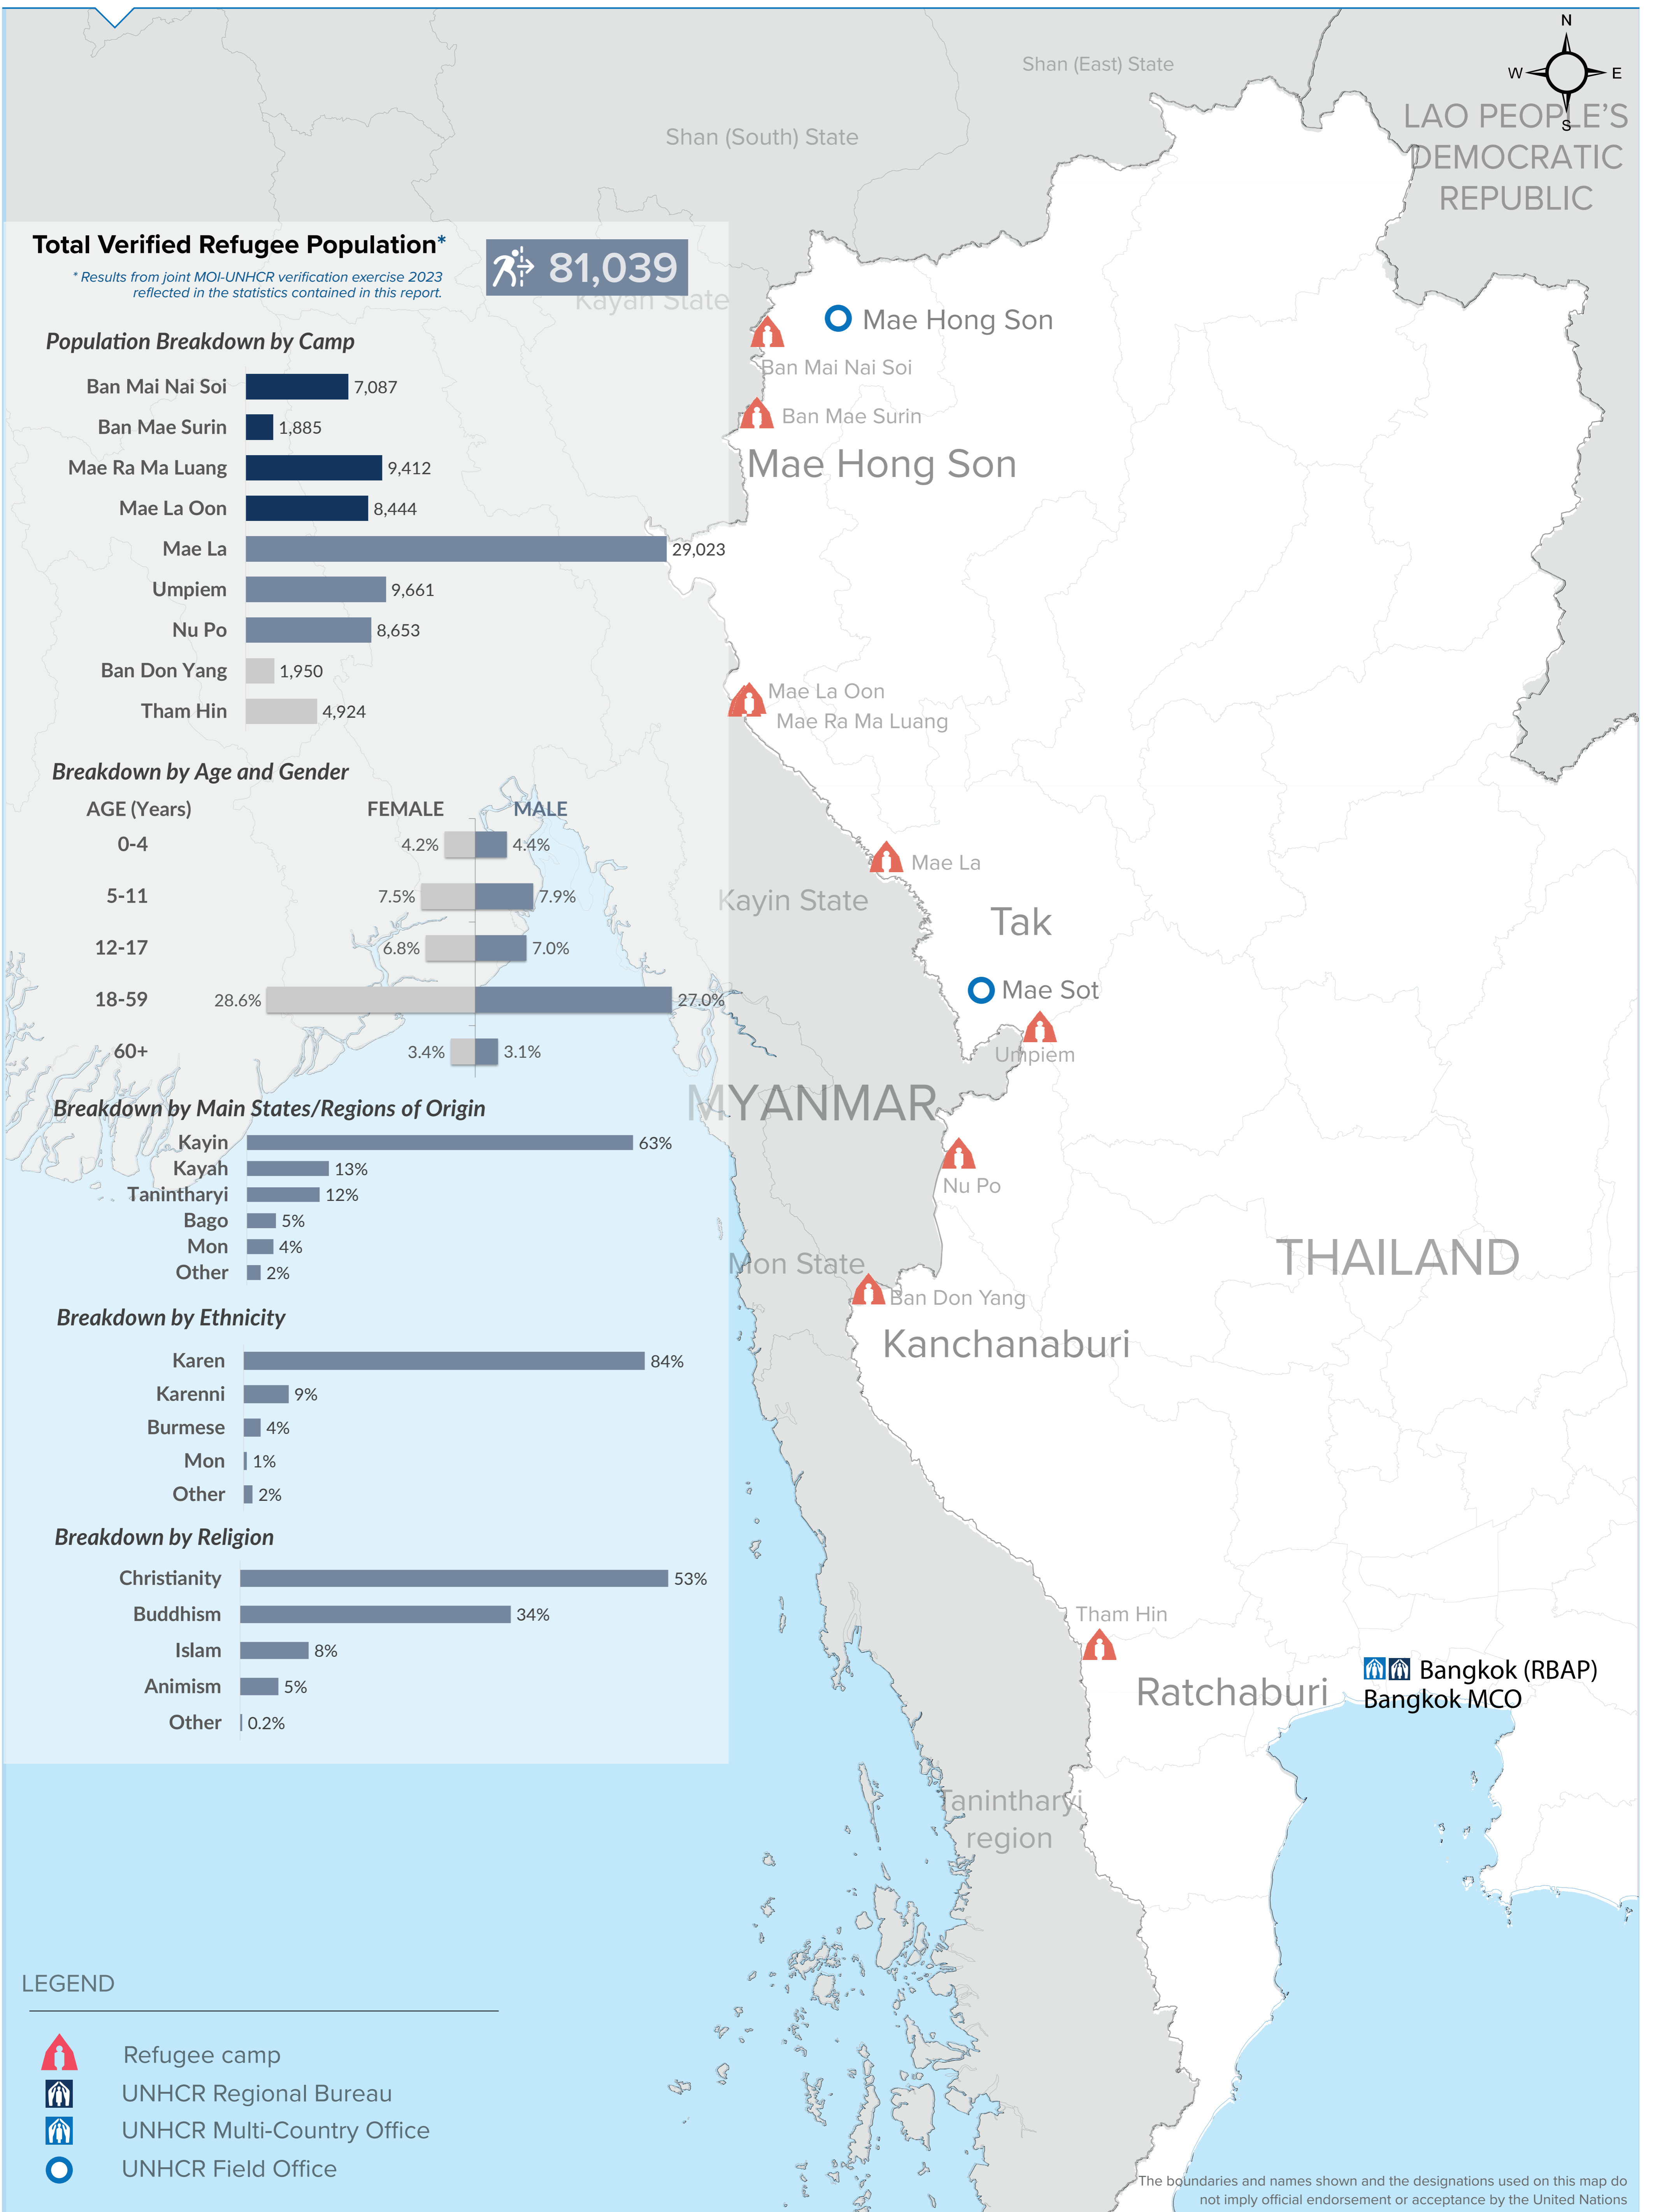 N
W
E
S
Shan (East) State
LAO PEOPLE'S
DEMOCRATIC
REPUBLIC
Shan (South) State
Total Verified Refugee Population*
* Results from joint MOI-UNHCR verification exercise 2023
reflected in the statistics contained in this report.
81,039
Kayah State
Population Breakdown by Camp
Ban Mai Nai Soi 7,087
Ban Mae Surin 1,885
Mae Ra Ma Luang 9,412
Mae La Oon 8,444
Mae La 29,023
Umpiem 9,661
Nu Po 8,653
Ban Don Yang 1,950
Tham Hin 4,924
Breakdown by Age and Gender
AGE (Years) FEMALE MALE
0-4 4.2% 4.4%
5-11 7.5% 7.9%
12-17 6.8% 7.0%
18-59 28.6% 27.0%
60+ 3.4% 3.1%
Breakdown by Main States/Regions of Origin
Kayin 63%
Kayah 13%
Tanintharyi 12%
Bago 5%
Mon 4%
Other 2%
Breakdown by Ethnicity
Karen 84%
Karenni 9%
Burmese 4%
Mon 1%
Other 2%
Breakdown by Religion
Christianity 53%
Buddhism 34%
Islam 8%
Animism 5%
Other 0.2%
Mae Hong Son
Ban Mai Nai Soi
Ban Mae Surin
Mae Hong Son
Mae La Oon
Mae Ra Ma Luang
Mae La
Kayin State
Tak
Mae Sot
Umpiem
MYANMAR
Nu Po
THAILAND
Mon State
Ban Don Yang
Kanchanaburi
Tham Hin
Ratchaburi
Bangkok (RBAP)
Bangkok MCO
Tanintharyi
region
LEGEND
Refugee camp
UNHCR Regional Bureau
UNHCR Multi-Country Office
UNHCR Field Office
The boundaries and names shown and the designations used on this map do
not imply official endorsement or acceptance by the United Nations